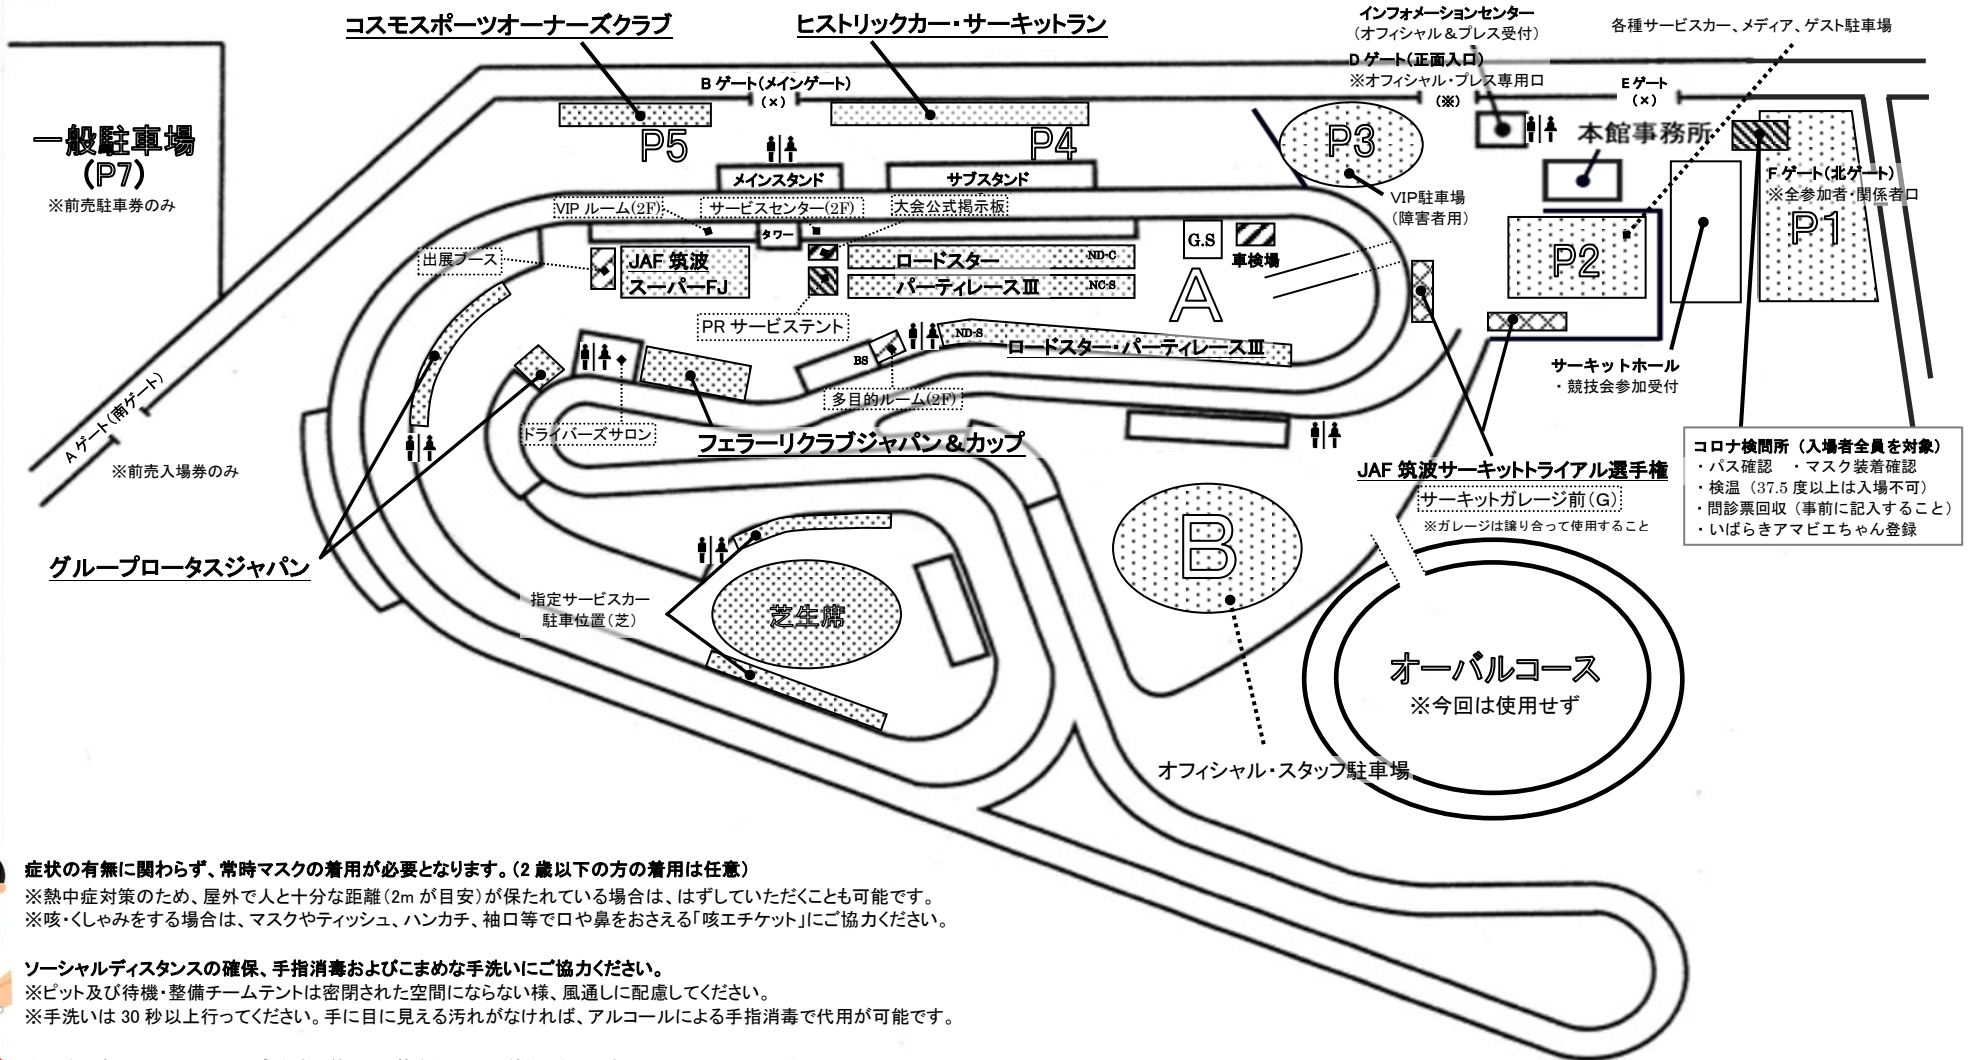 コスモスポーツオーナーズクラブ
ヒストリックカー・サーキットラン
インフォメーションセンター
(オフィシャル&プレス受付)
各種サービスカー、メディア、ゲスト駐車場
D ゲート(正面入口)
※オフィシャル・プレス専用口
(※)
B ゲート(メインゲート)
(×)
E ゲート
(×)
一般駐車場
(P7)
※前売駐車券のみ
P5
P4
P3
本館事務所
F ゲート(北ゲート)
※全参加者・関係者口
P1
メインスタンド
サブスタンド
VIP駐車場
(障害者用)
VIP ルーム(2F)
サービスセンター(2F)
大会公式掲示板
タワー
G.S
車検場
P2
出展ブース
JAF 筑波
スーパーFJ
ロードスター
ND-C
パーティレースⅢ
NC-S
A
PR サービステント
ND-S
ロードスター・パーティレースⅢ
BS
多目的ルーム(2F)
サーキットホール
・競技会参加受付
A ゲート(南ゲート)
※前売入場券のみ
ドライバーズサロン
フェラーリクラブジャパン&カップ
JAF 筑波サーキットトライアル選手権
サーキットガレージ前(G)
※ガレージは譲り合って使用すること
コロナ検問所(入場者全員を対象)
・パス確認 ・マスク装着確認
・検温(37.5 度以上は入場不可)
・問診票回収(事前に記入すること)
・いばらきアマビエちゃん登録
グループロータスジャパン
B
指定サービスカー
駐車位置(芝)
芝生席
オーバルコース
※今回は使用せず
オフィシャル・スタッフ駐車場
症状の有無に関わらず、常時マスクの着用が必要となります。(2 歳以下の方の着用は任意)
※熱中症対策のため、屋外で人と十分な距離(2m が目安)が保たれている場合は、はずしていただくことも可能です。
※咳・くしゃみをする場合は、マスクやティッシュ、ハンカチ、袖口等で口や鼻をおさえる「咳エチケット」にご協力ください。
ソーシャルディスタンスの確保、手指消毒およびこまめな手洗いにご協力ください。
※ピット及び待機・整備チームテントは密閉された空間にならない様、風通しに配慮してください。
※手洗いは 30 秒以上行ってください。手に目に見える汚れがなければ、アルコールによる手指消毒で代用が可能です。